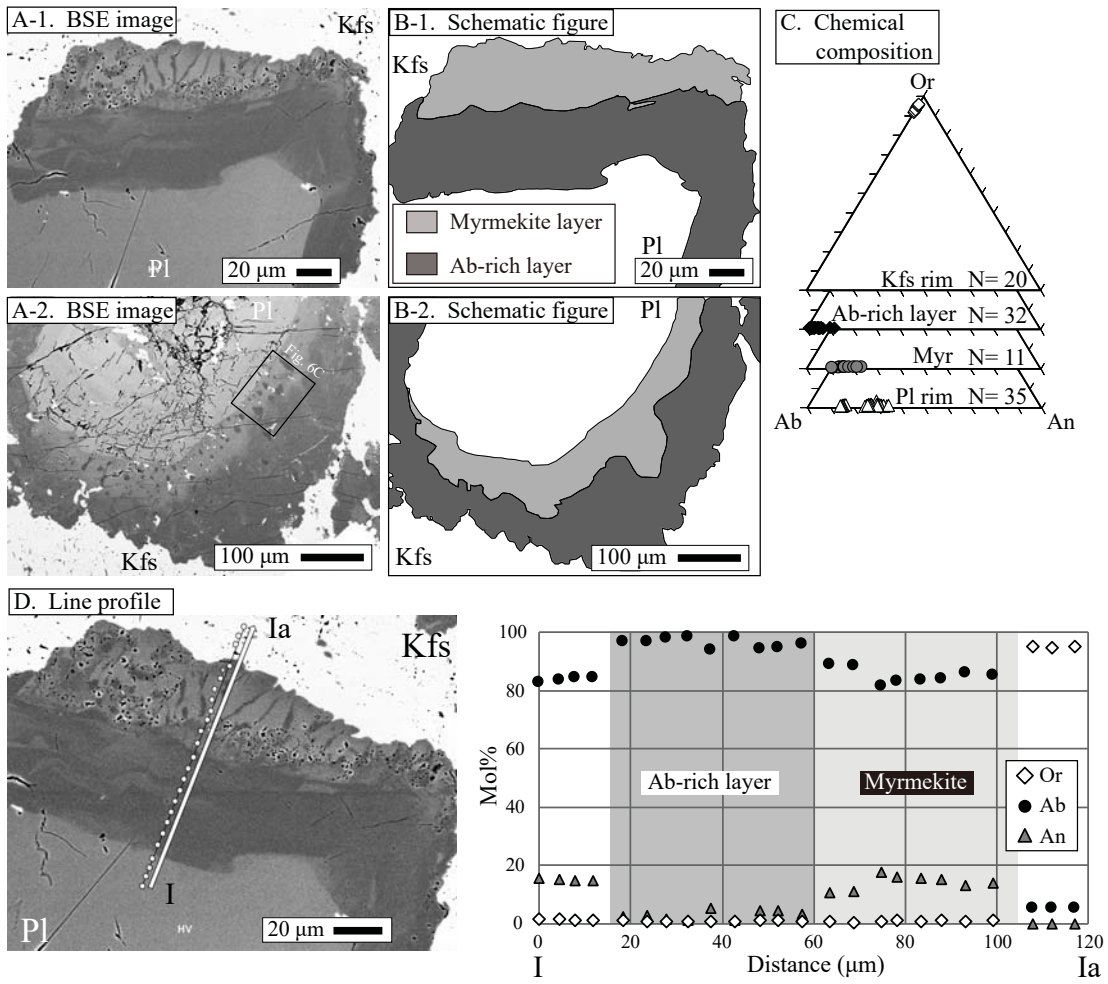 A-1. BSE image
Kfs
Pl
20 μm
B-1. Schematic figure
Kfs
Myrmekite layer
Ab-rich layer
Pl
20 μm
C. Chemical
composition
Or
Kfs rim N= 20
Ab-rich layer N= 32
Myr N= 11
Pl rim N= 35
Ab
An
A-2. BSE image
Pl
Fig. 6C
Kfs
100 μm
B-2. Schematic figure
Pl
Kfs
100 μm
D. Line profile
Ia
Kfs
I
Pl
HV
20 μm
100
80
60
40
20
0
Mol%
Ab-rich layer
Myrmekite
Or
Ab
An
0 20 40 60 80 100 120
I Distance (μm) Ia